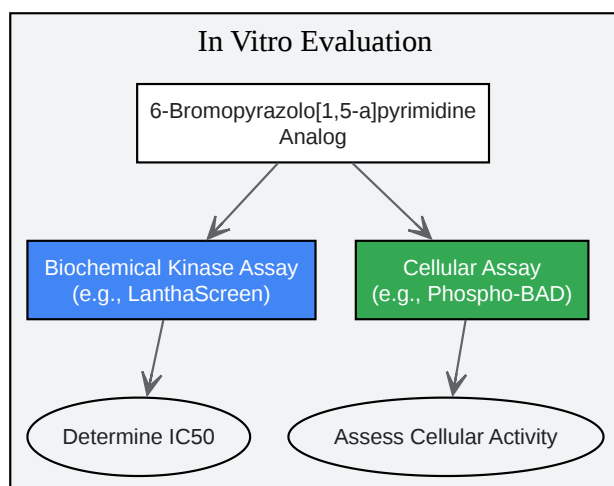 In Vitro Evaluation
6-Bromopyrazolo[1,5-a]pyrimidine
Analog
Biochemical Kinase Assay
(e.g., LanthaScreen)
Cellular Assay
(e.g., Phospho-BAD)
Determine IC50
Assess Cellular Activity